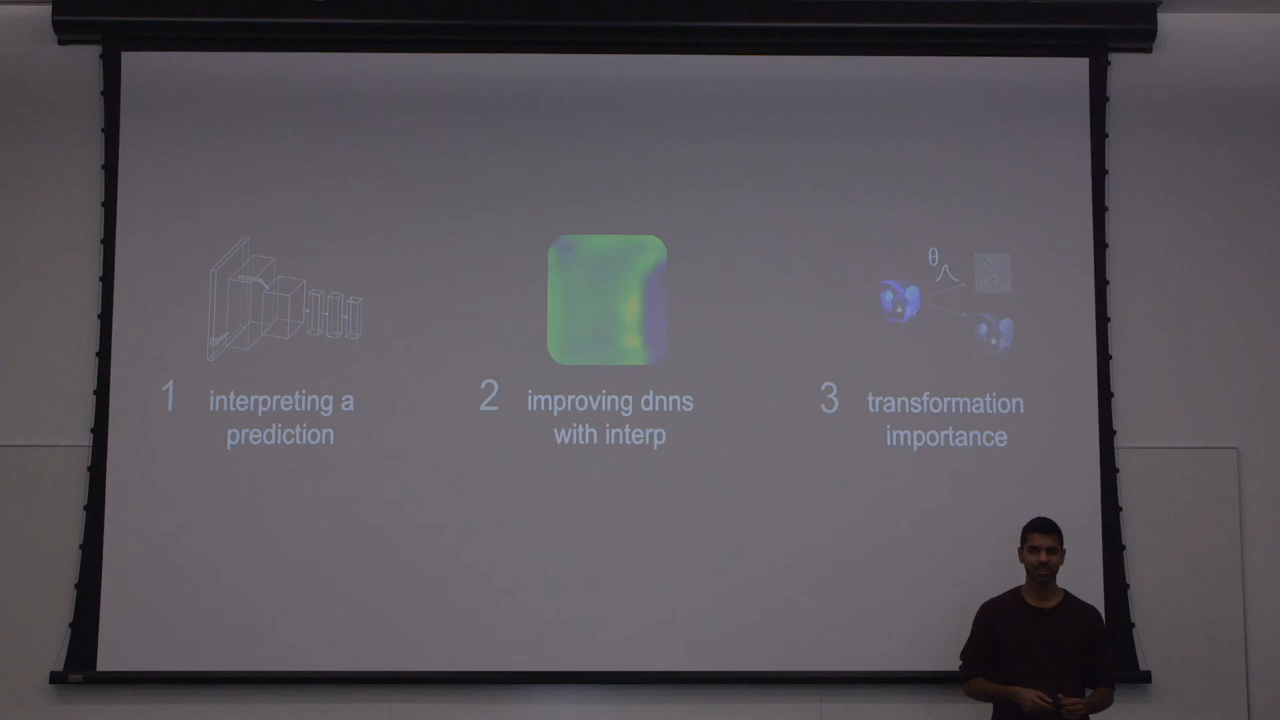 θ
1 interpreting a
prediction
2 improving dnns
with interp
3 transformation
importance